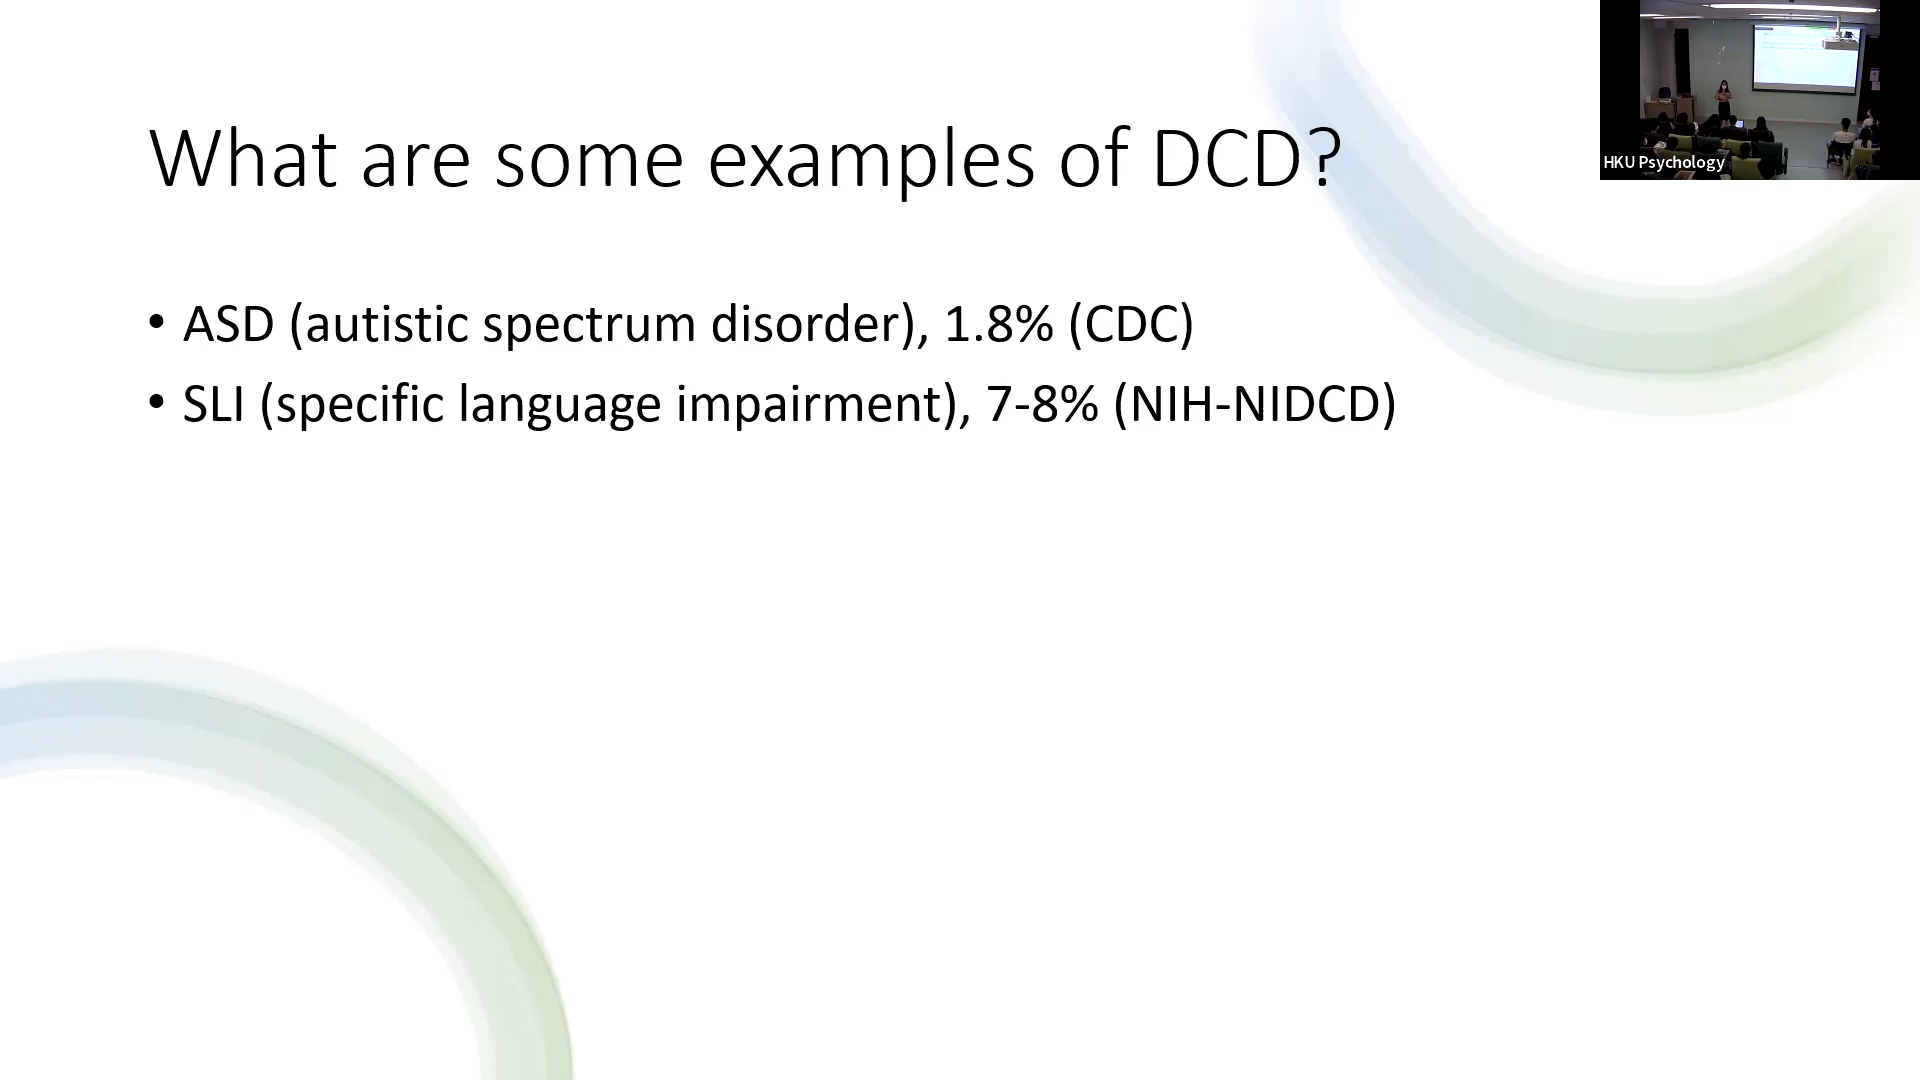 What are some examples of DCD?
• ASD (autistic spectrum disorder), 1.8% (CDC)
• SLI (specific language impairment), 7-8% (NIH-NIDCD)
HKU Psychology